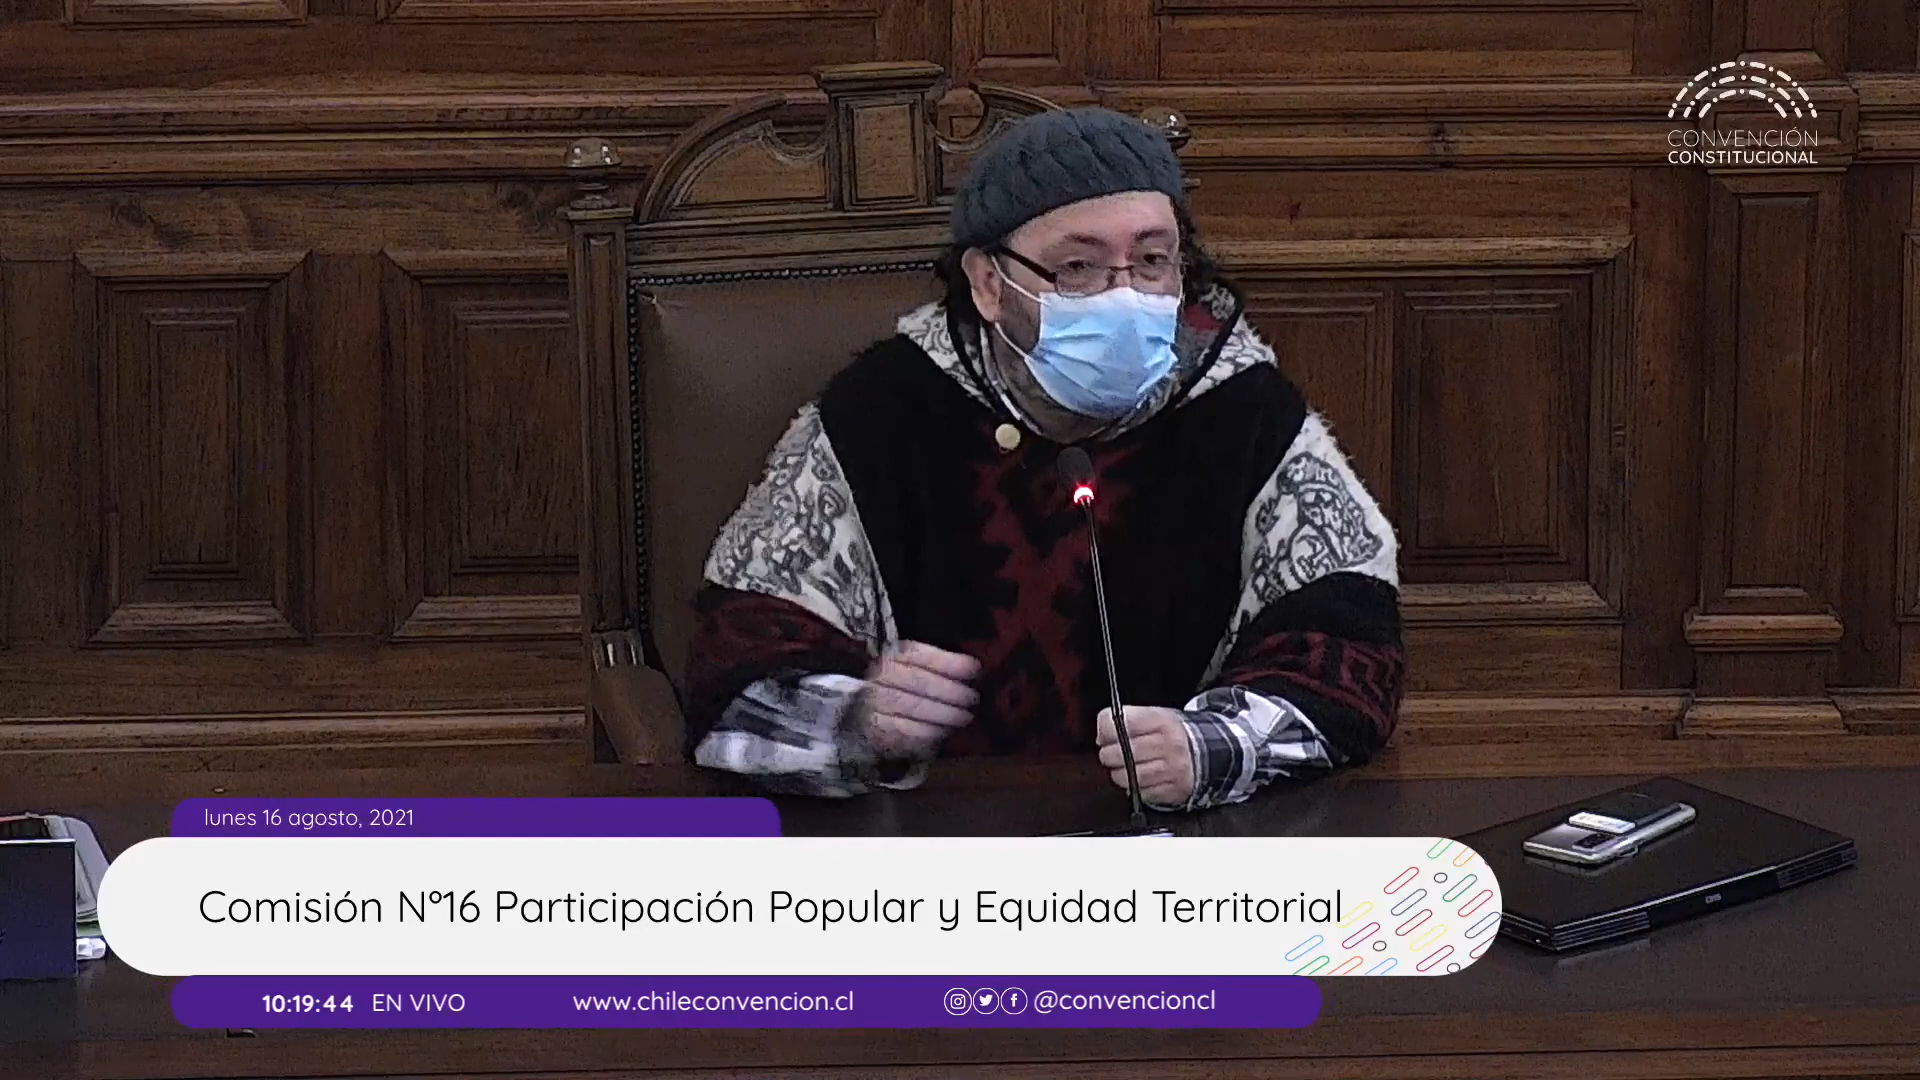 CONVENCIÓN
CONSTITUCIONAL
lunes 16 agosto, 2021
Comisión N°16 Participación Popular y Equidad Territorial
10:19:44 EN VIVO www.chileconvencion.cl @convencioncl